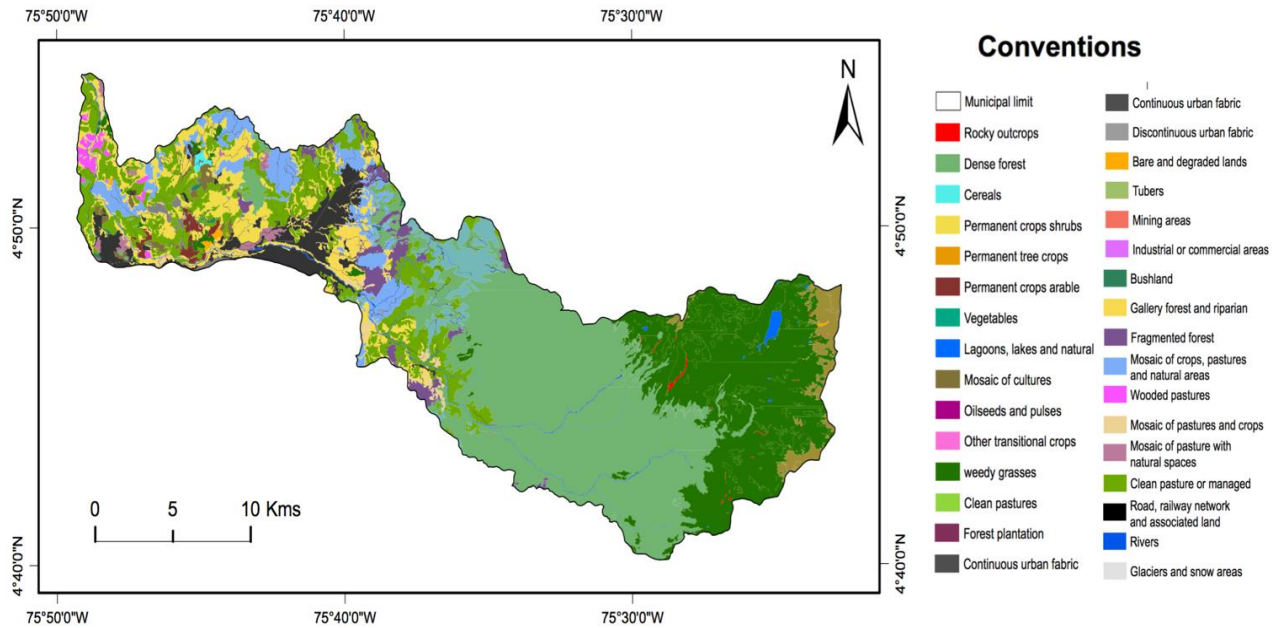 75°50'0"W
75°40'0"W
75°30'0"W
Conventions
N
4°50'0"N
4°50'0"N
4°40'0"N
4°40'0"N
0 5 10 Kms
75°50'0"W
75°40'0"W
75°30'0"W
Municipal limit
Rocky outcrops
Dense forest
Cereals
Permanent crops shrubs
Permanent tree crops
Permanent crops arable
Vegetables
Lagoons, lakes and natural
Mosaic of cultures
Oilseeds and pulses
Other transitional crops
weedy grasses
Clean pastures
Forest plantation
Continuous urban fabric
Continuous urban fabric
Discontinuous urban fabric
Bare and degraded lands
Tubers
Mining areas
Industrial or commercial areas
Bushland
Gallery forest and riparian
Fragmented forest
Mosaic of crops, pastures
and natural areas
Wooded pastures
Mosaic of pastures and crops
Mosaic of pasture with
natural spaces
Clean pasture or managed
Road, railway network
and associated land
Rivers
Glaciers and snow areas